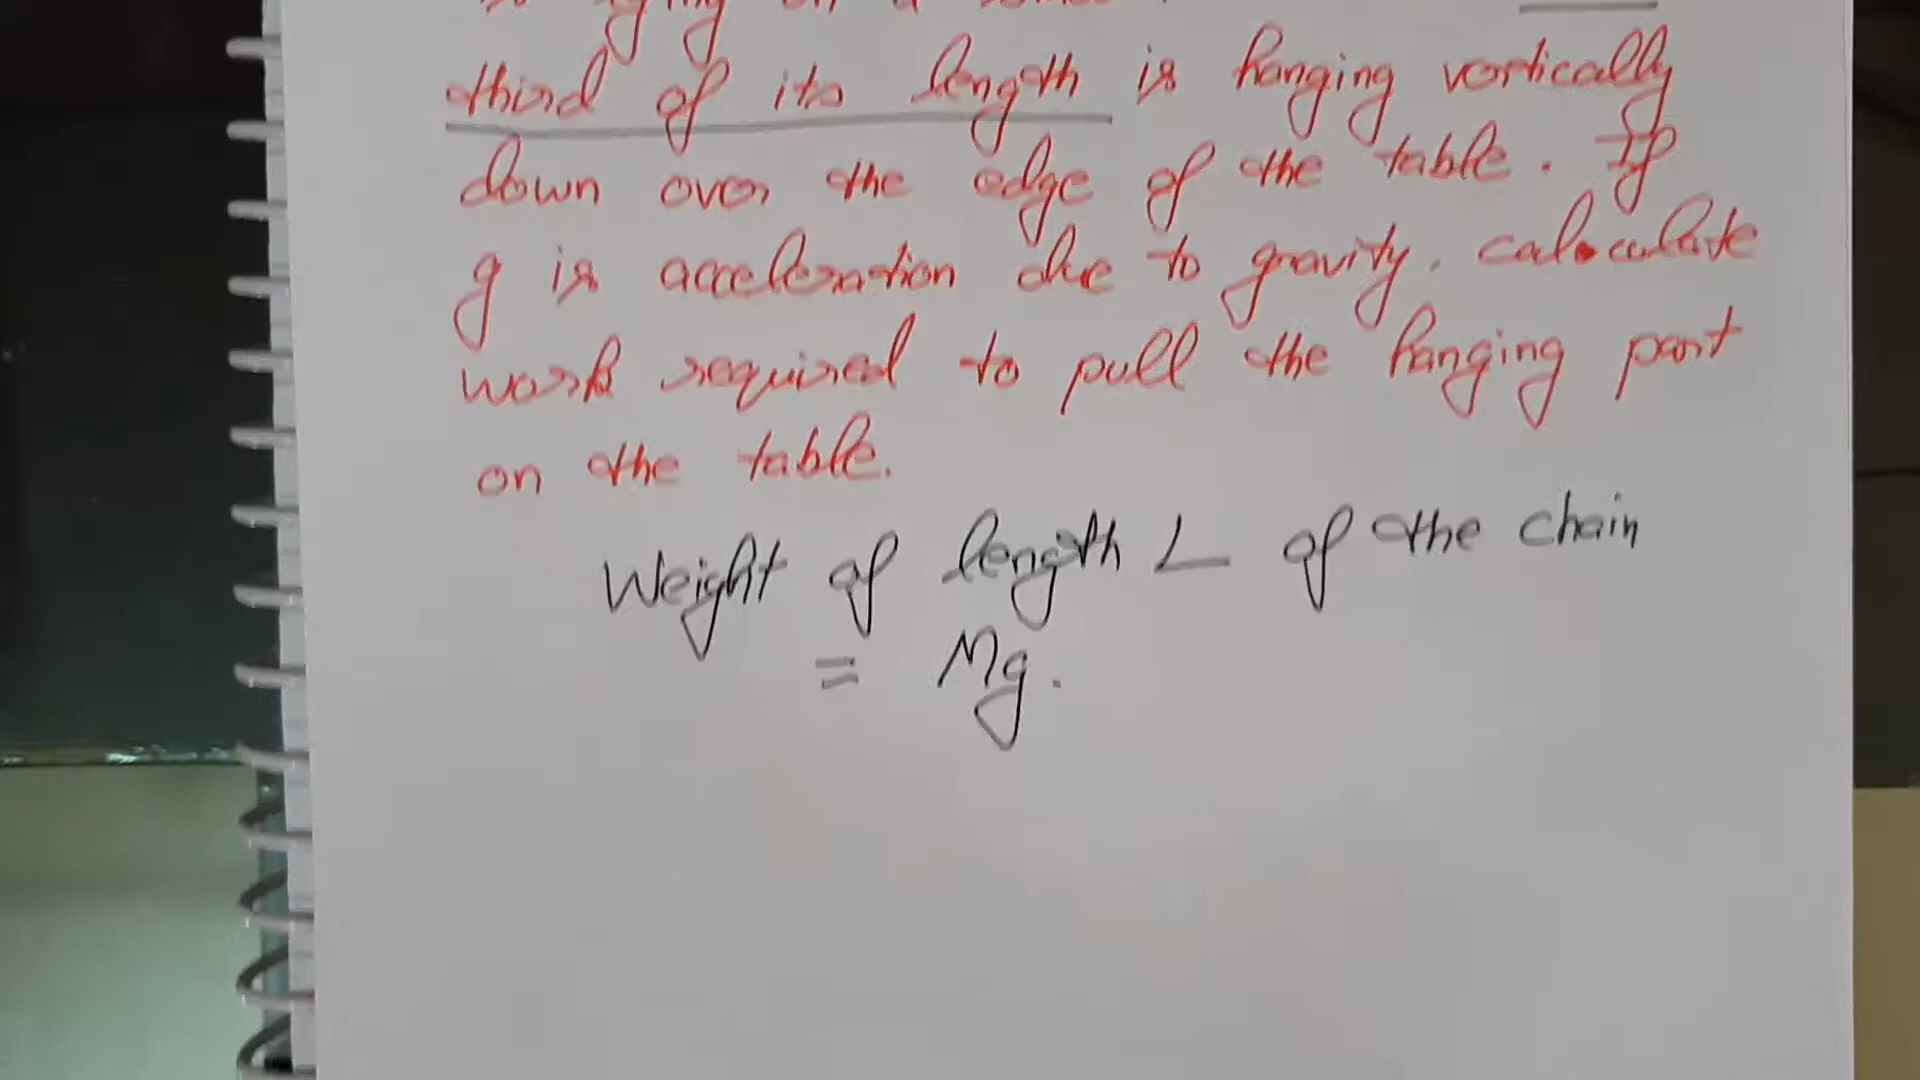 third of its length is hanging vertically
down over the edge of the table. If
g is acceleration due to gravity, calculate
work required to pull the hanging part
on the table.
Weight of length L of the chain
= Mg.